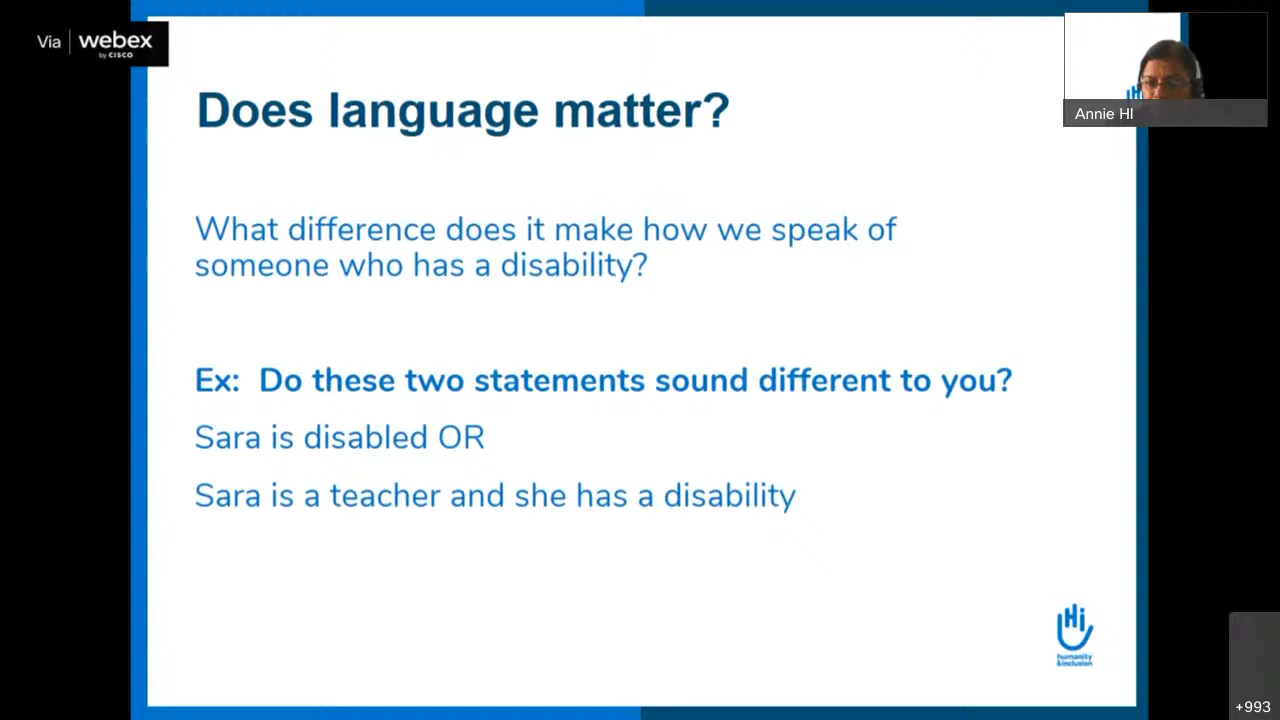 Via webex
by CISCO
Does language matter?
Annie HI
What difference does it make how we speak of
someone who has a disability?
Ex: Do these two statements sound different to you?
Sara is disabled OR
Sara is a teacher and she has a disability
Hi
humanity
&inclusion
+993